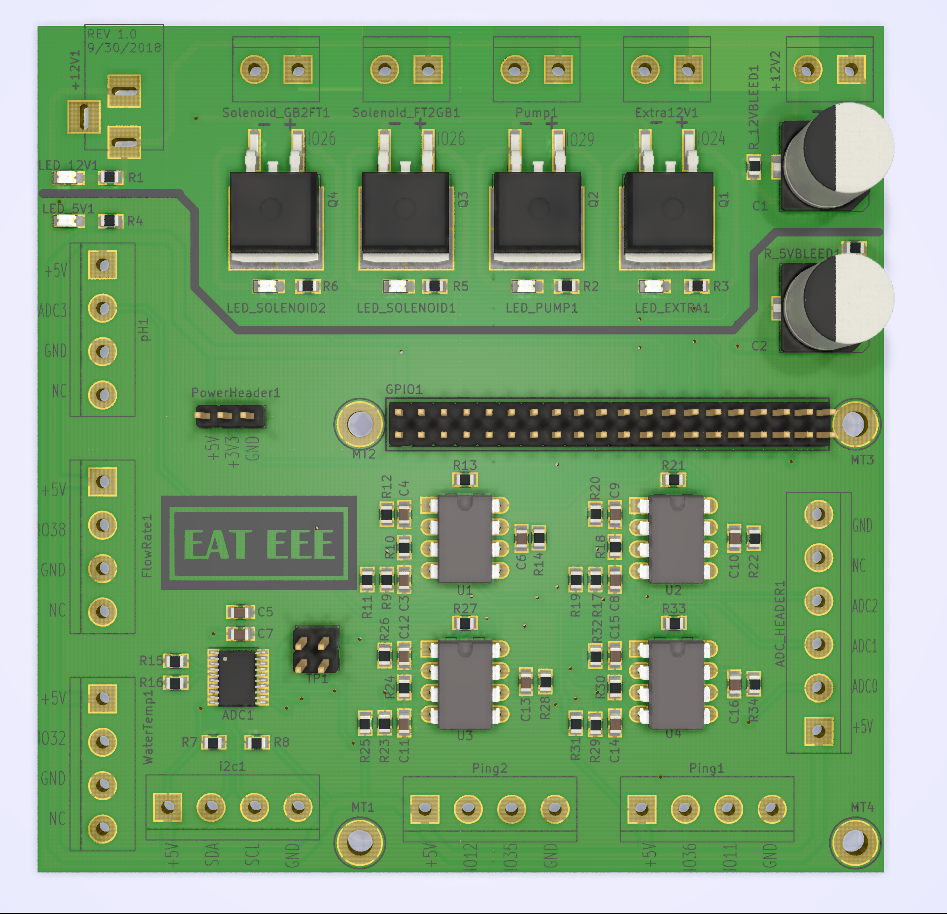 REV 1.0
9/30/2018
+12V1
+12V2
Solenoid_GB2FT1
Solenoid_FT2GB1
Pump1
Extra12V1
- +
- +
- +
- +
IO26
IO26
IO29
IO24
R_12VBLEED1
LED_12V1
R1
LED_5V1
R4
Q4
Q3
Q2
Q1
C1
R_5VBLEED1
+5V
ADC3
GND
NC
pH1
R6
R5
R2
R3
LED_SOLENOID2
LED_SOLENOID1
LED_PUMP1
LED_EXTRA1
C2
PowerHeader1
+5V
+3V3
GND
GPIO1
MT2
MT3
+5V
IO38
GND
NC
FlowRate1
EAT EEE
R13
R12
C4
R10
C6
R14
R11
R9
C3
U1
R21
R20
C9
R18
C10
R22
R19
R17
C8
U2
GND
NC
ADC2
ADC1
ADC0
+5V
ADC_HEADER1
C5
C7
R15
R16
ADC1
TP1
R7
R8
R27
R26
C12
R24
C13
R28
R25
R23
C11
U3
R33
R32
C15
R30
C16
R34
R31
R29
C14
U4
+5V
IO32
GND
NC
WaterTemp1
i2c1
+5V
SDA
SCL
GND
MT1
Ping2
+5V
IO12
IO35
GND
Ping1
+5V
IO36
IO11
GND
MT4